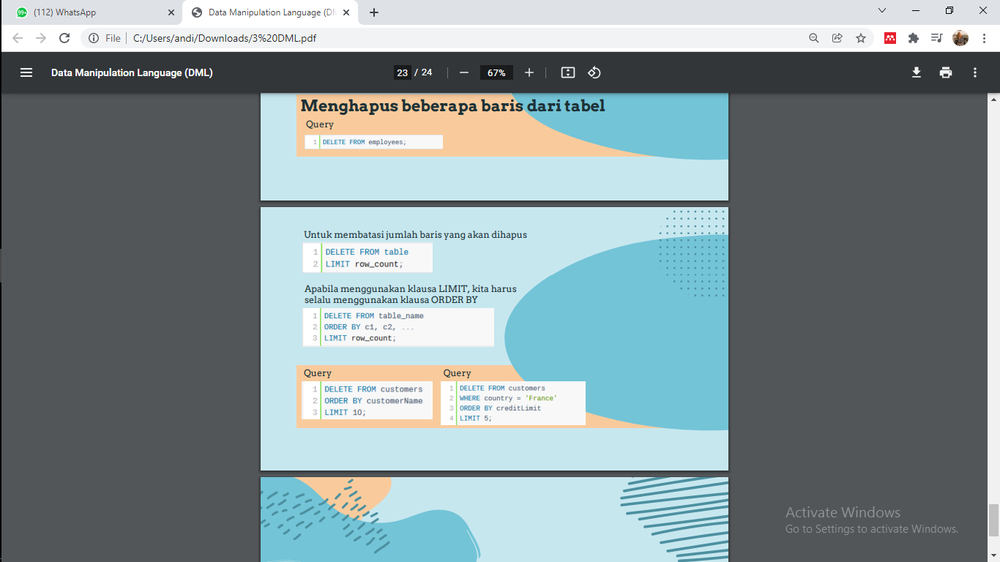 99+ (112) WhatsApp
Data Manipulation Language (DM
File C:/Users/andi/Downloads/3%20DML.pdf
Data Manipulation Language (DML)
23 / 24
67%
Menghapus beberapa baris dari tabel
Query
1 DELETE FROM employees;
Untuk membatasi jumlah baris yang akan dihapus
1 DELETE FROM table
2 LIMIT row_count;
Apabila menggunakan klausa LIMIT, kita harus
selalu menggunakan klausa ORDER BY
1 DELETE FROM table_name
2 ORDER BY c1, c2, ...
3 LIMIT row_count;
Query
1 DELETE FROM customers
2 ORDER BY customerName
3 LIMIT 10;
Query
1 DELETE FROM customers
2 WHERE country = 'France'
3 ORDER BY creditLimit
4 LIMIT 5;
Activate Windows
Go to Settings to activate Windows.